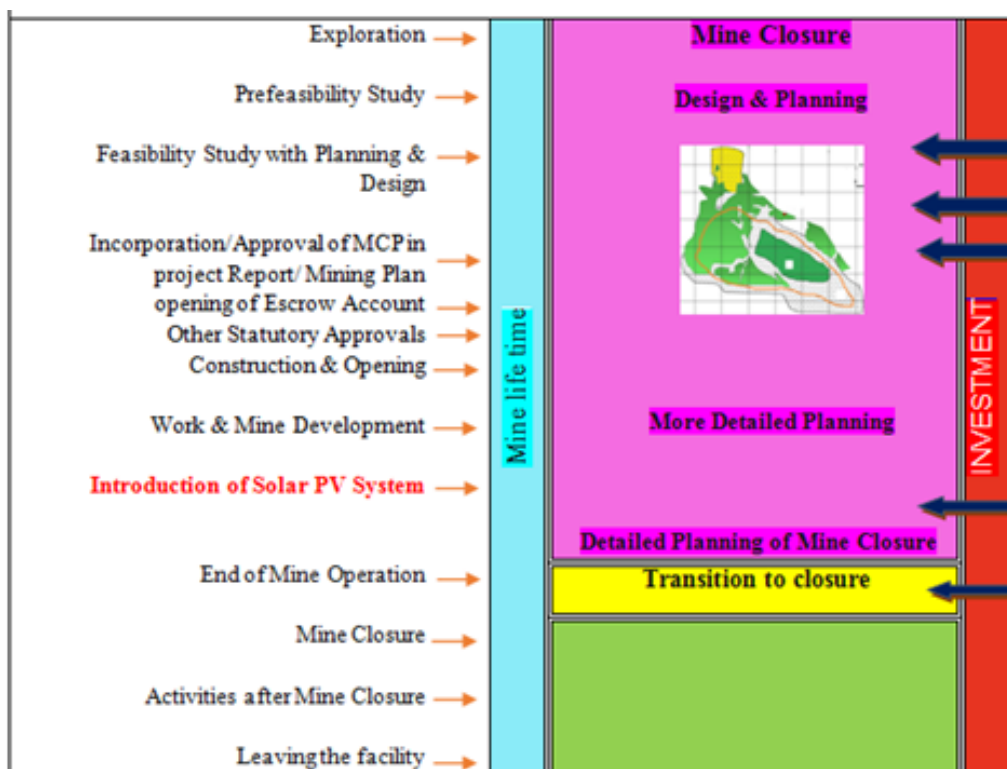 Exploration
Prefeasibility Study
Feasibility Study with Planning &
Design
Incorporation/Approval of MCP in
project Report/ Mining Plan
opening of Escrow Account
Other Statutory Approvals
Construction & Opening
Work & Mine Development
Introduction of Solar PV System
End of Mine Operation
Mine Closure
Activities after Mine Closure
Leaving the facility
Mine life time
Mine Closure
Design & Planning
More Detailed Planning
Detailed Planning of Mine Closure
Transition to closure
INVESTMENT